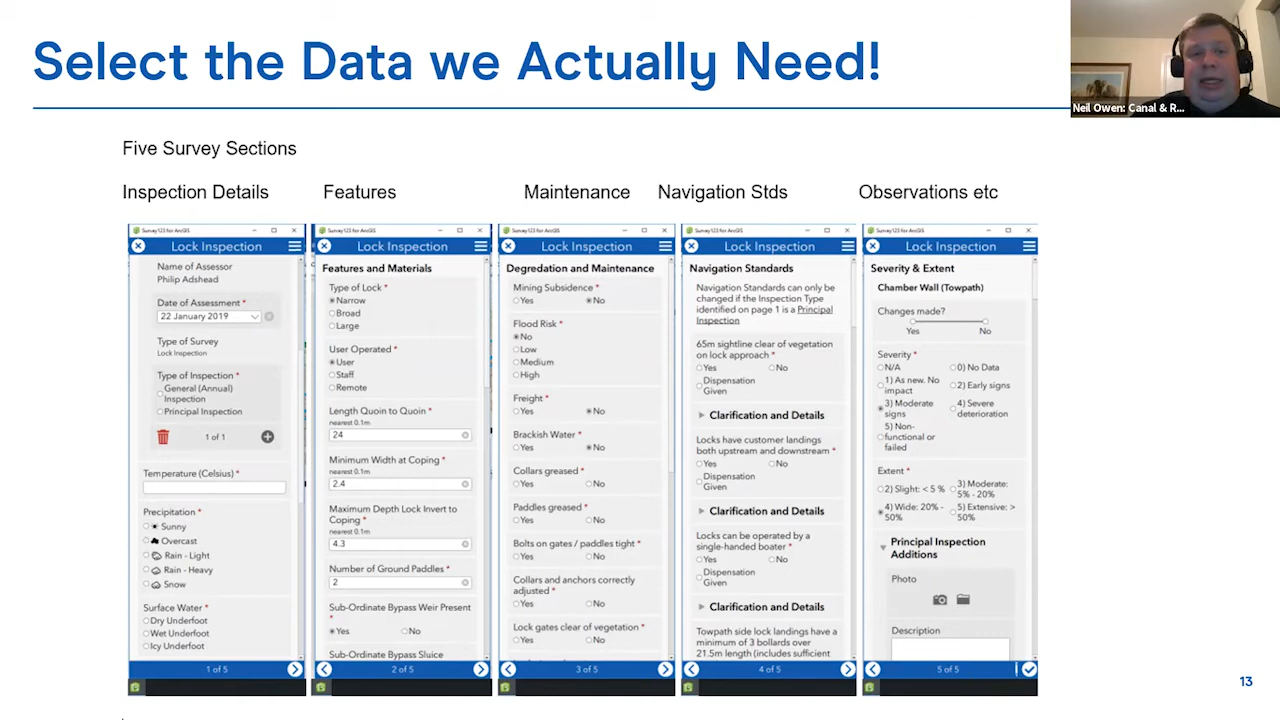 Select the Data we Actually Need!
Neil Owen: Canal & R...
Five Survey Sections
Inspection Details
Features
Maintenance
Navigation Stds
Observations etc
Survey123 for ArcGIS
Lock Inspection
Name of Assessor
Philip Adshead
Date of Assessment *
22 January 2019
Type of Survey
Lock Inspection
Type of Inspection *
General (Annual)
Inspection
Principal Inspection
1 of 1
Temperature (Celsius) *
Precipitation *
Sunny
Overcast
Rain - Light
Rain - Heavy
Snow
Surface Water *
Dry Underfoot
Wet Underfoot
Icy Underfoot
1 of 5
Survey123 for ArcGIS
Lock Inspection
Features and Materials
Type of Lock *
Narrow
Broad
Large
User Operated *
User
Staff
Remote
Length Quoin to Quoin *
nearest 0.1m
24
Minimum Width at Coping *
nearest 0.1m
2.4
Maximum Depth Lock Invert to
Coping *
nearest 0.1m
4.3
Number of Ground Paddles *
2
Sub-Ordinate Bypass Weir Present
*
Yes No
Sub-Ordinate Bypass Sluice
2 of 5
Survey123 for ArcGIS
Lock Inspection
Degredation and Maintenance
Mining Subsidence *
Yes No
Flood Risk *
No
Low
Medium
High
Freight *
Yes No
Brackish Water *
Yes No
Collars greased *
Yes No
Paddles greased *
Yes No
Bolts on gates / paddles tight *
Yes No
Collars and anchors correctly
adjusted *
Yes No
Lock gates clear of vegetation *
Yes No
3 of 5
Survey123 for ArcGIS
Lock Inspection
Navigation Standards
Navigation Standards can only be
changed if the Inspection Type
identified on page 1 is a Principal
Inspection
65m sightline clear of vegetation
on lock approach *
Yes No
Dispensation
Given
Clarification and Details
Locks have customer landings
both upstream and downstream *
Yes No
Dispensation
Given
Clarification and Details
Locks can be operated by a
single-handed boater *
Yes No
Dispensation
Given
Clarification and Details
Towpath side lock landings have a
minimum of 3 bollards over
21.5m length (includes sufficient
4 of 5
Survey123 for ArcGIS
Lock Inspection
Severity & Extent
Chamber Wall (Towpath)
Changes made?
Yes No
Severity *
N/A 0) No Data
1) As new. No
impact
2) Early signs
3) Moderate
signs
4) Severe
deterioration
5) Non-
functional or
failed
Extent *
2) Slight: < 5 %
3) Moderate:
5% - 20%
4) Wide: 20% -
50%
5) Extensive: >
50%
Principal Inspection
Additions
Photo
Description
5 of 5
13